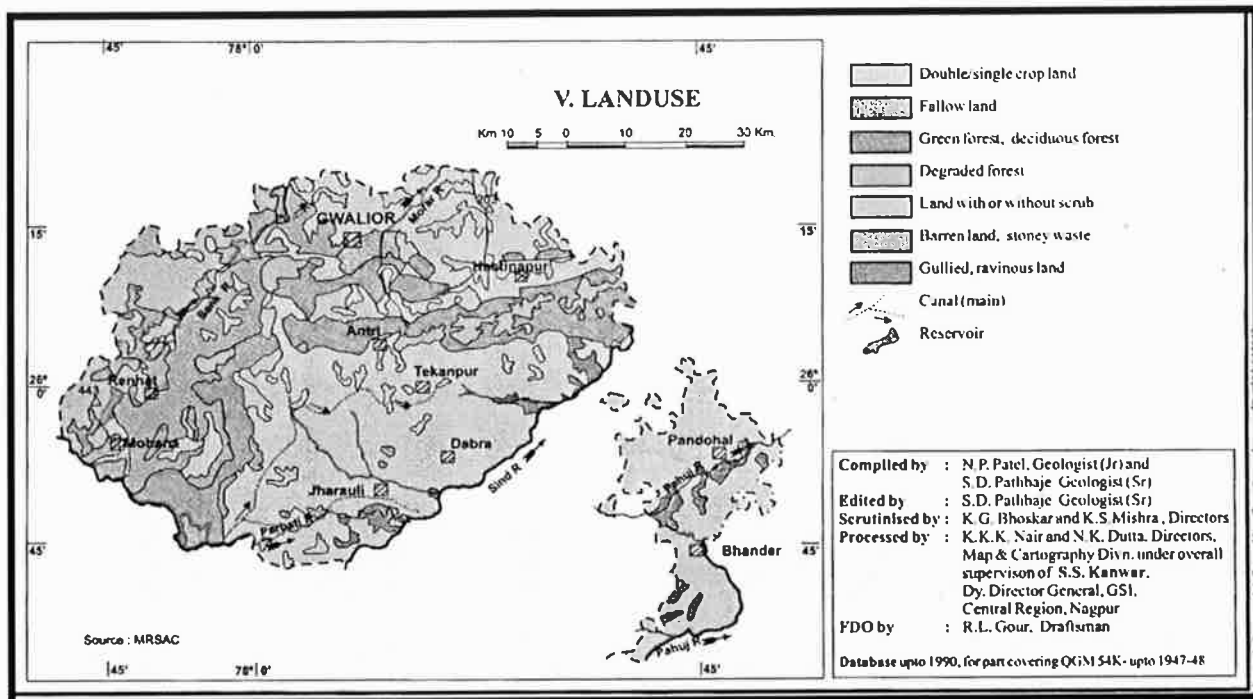 45'
78° 0'
45'
V. LANDUSE
Km 10 5 0 10 20 30 Km.
GWALIOR
Morar R
203
15'
15'
Hastinapur
Antri
Renhat
443
Tekanpur
26°
0'
26°
0'
Mohana
Dabra
Sind R
Pandohal
Pahuj R
Jharauli
Parbati R
45'
45'
Bhander
Pahuj R
Source : MRSAC
45'
78° 0'
45'
Double/single crop land
Fallow land
Green forest, deciduous forest
Degraded forest
Land with or without scrub
Barren land, stoney waste
Gullied, ravinous land
Canal (main)
Reservoir
Compiled by : N.P. Patel, Geologist (Jr) and
S.D. Pathbaje Geologist (Sr)
Edited by : S.D. Pathbaje Geologist (Sr)
Scrutinised by : K.G. Bhoskar and K.S. Mishra, Directors
Processed by : K.K.K. Nair and N.K. Dutta, Directors,
Map & Cartography Divn. under overall
supervison of S.S. Kanwar,
Dy. Director General, GSI,
Central Region, Nagpur
FDO by : R.L. Gour, Draftsman
Database upto 1990, for part covering QGM 54K - upto 1947-48